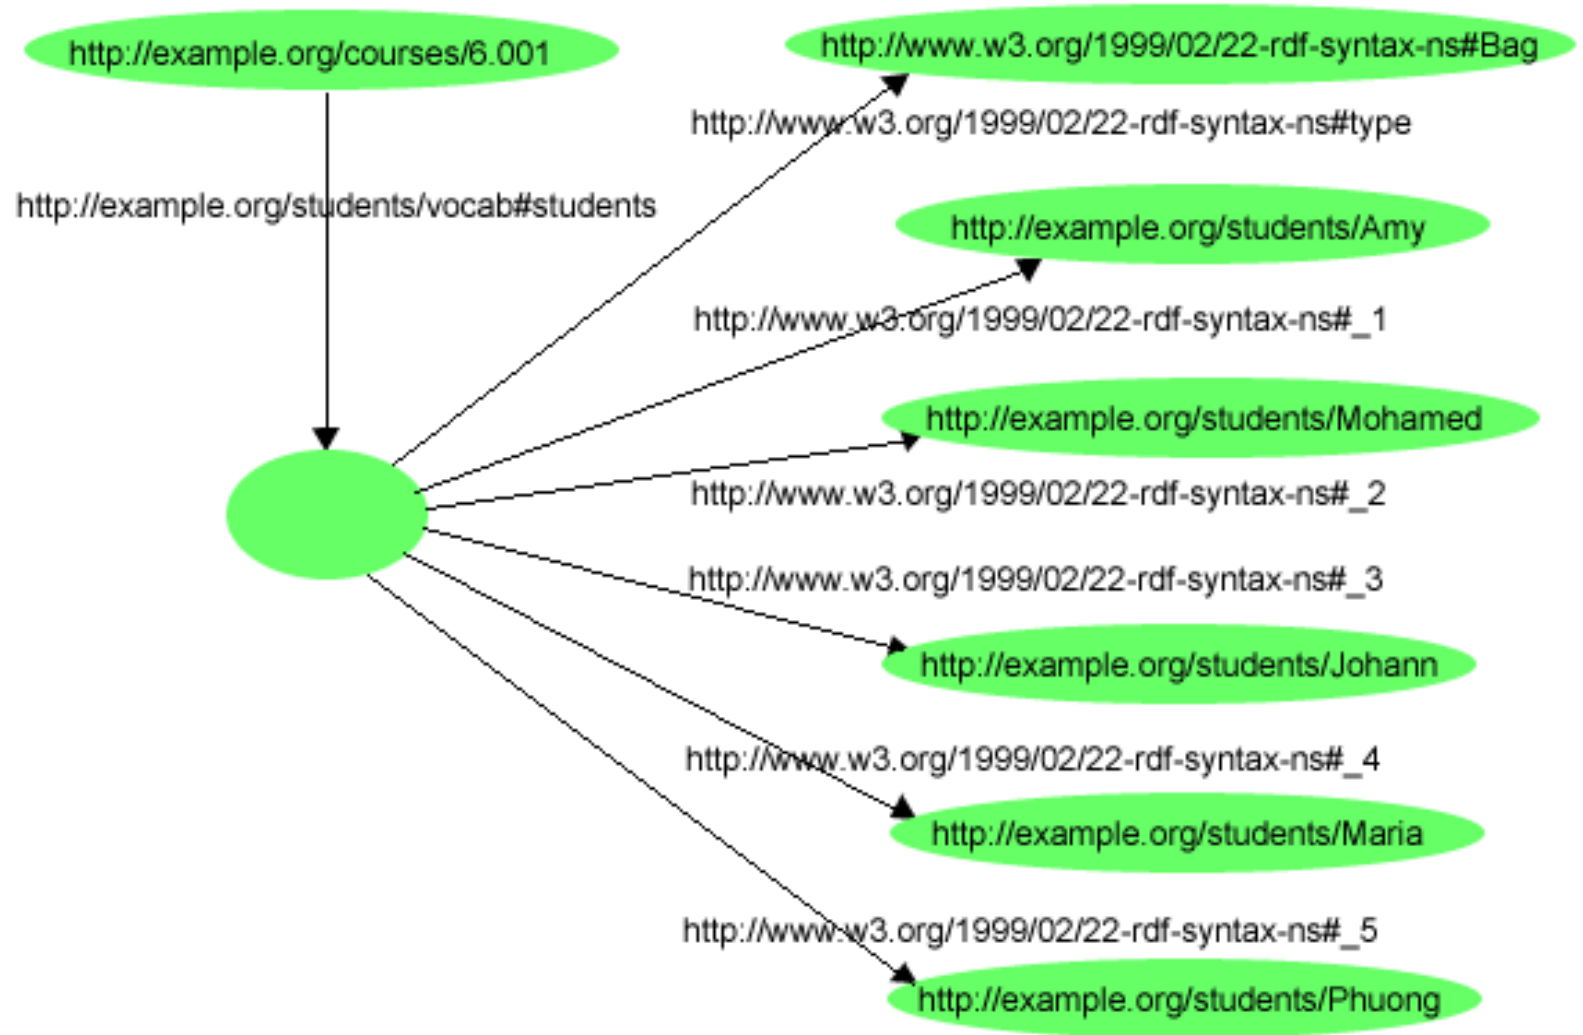 http://example.org/courses/6.001
http://www.w3.org/1999/02/22-rdf-syntax-ns#Bag
http://www.w3.org/1999/02/22-rdf-syntax-ns#type
http://example.org/students/vocab#students
http://example.org/students/Amy
http://www.w3.org/1999/02/22-rdf-syntax-ns#_1
http://example.org/students/Mohamed
http://www.w3.org/1999/02/22-rdf-syntax-ns#_2
http://www.w3.org/1999/02/22-rdf-syntax-ns#_3
http://example.org/students/Johann
http://www.w3.org/1999/02/22-rdf-syntax-ns#_4
http://example.org/students/Maria
http://www.w3.org/1999/02/22-rdf-syntax-ns#_5
http://example.org/students/Phuong